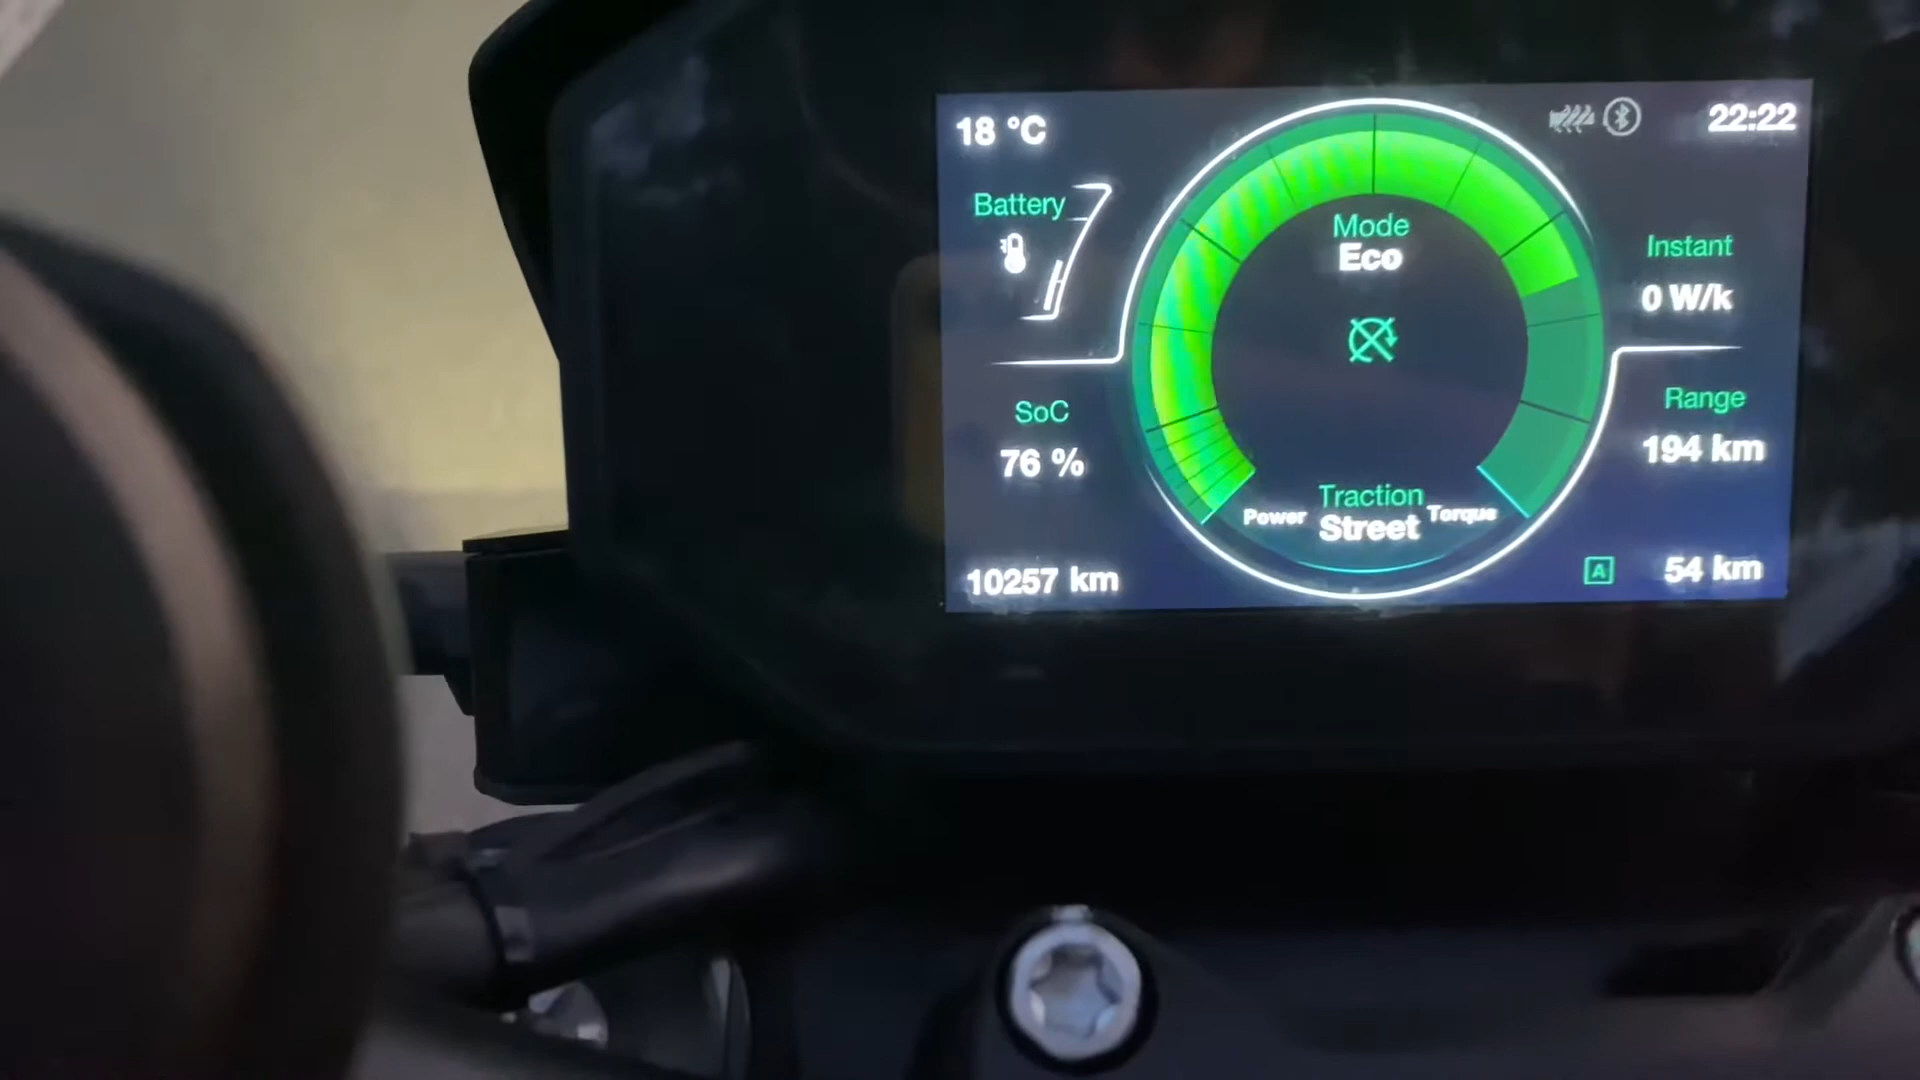 18 °C
22:22
Battery
Mode
Eco
Instant
0 W/k
SoC
76 %
Range
194 km
Traction
Power
Street
Torque
10257 km
A
54 km